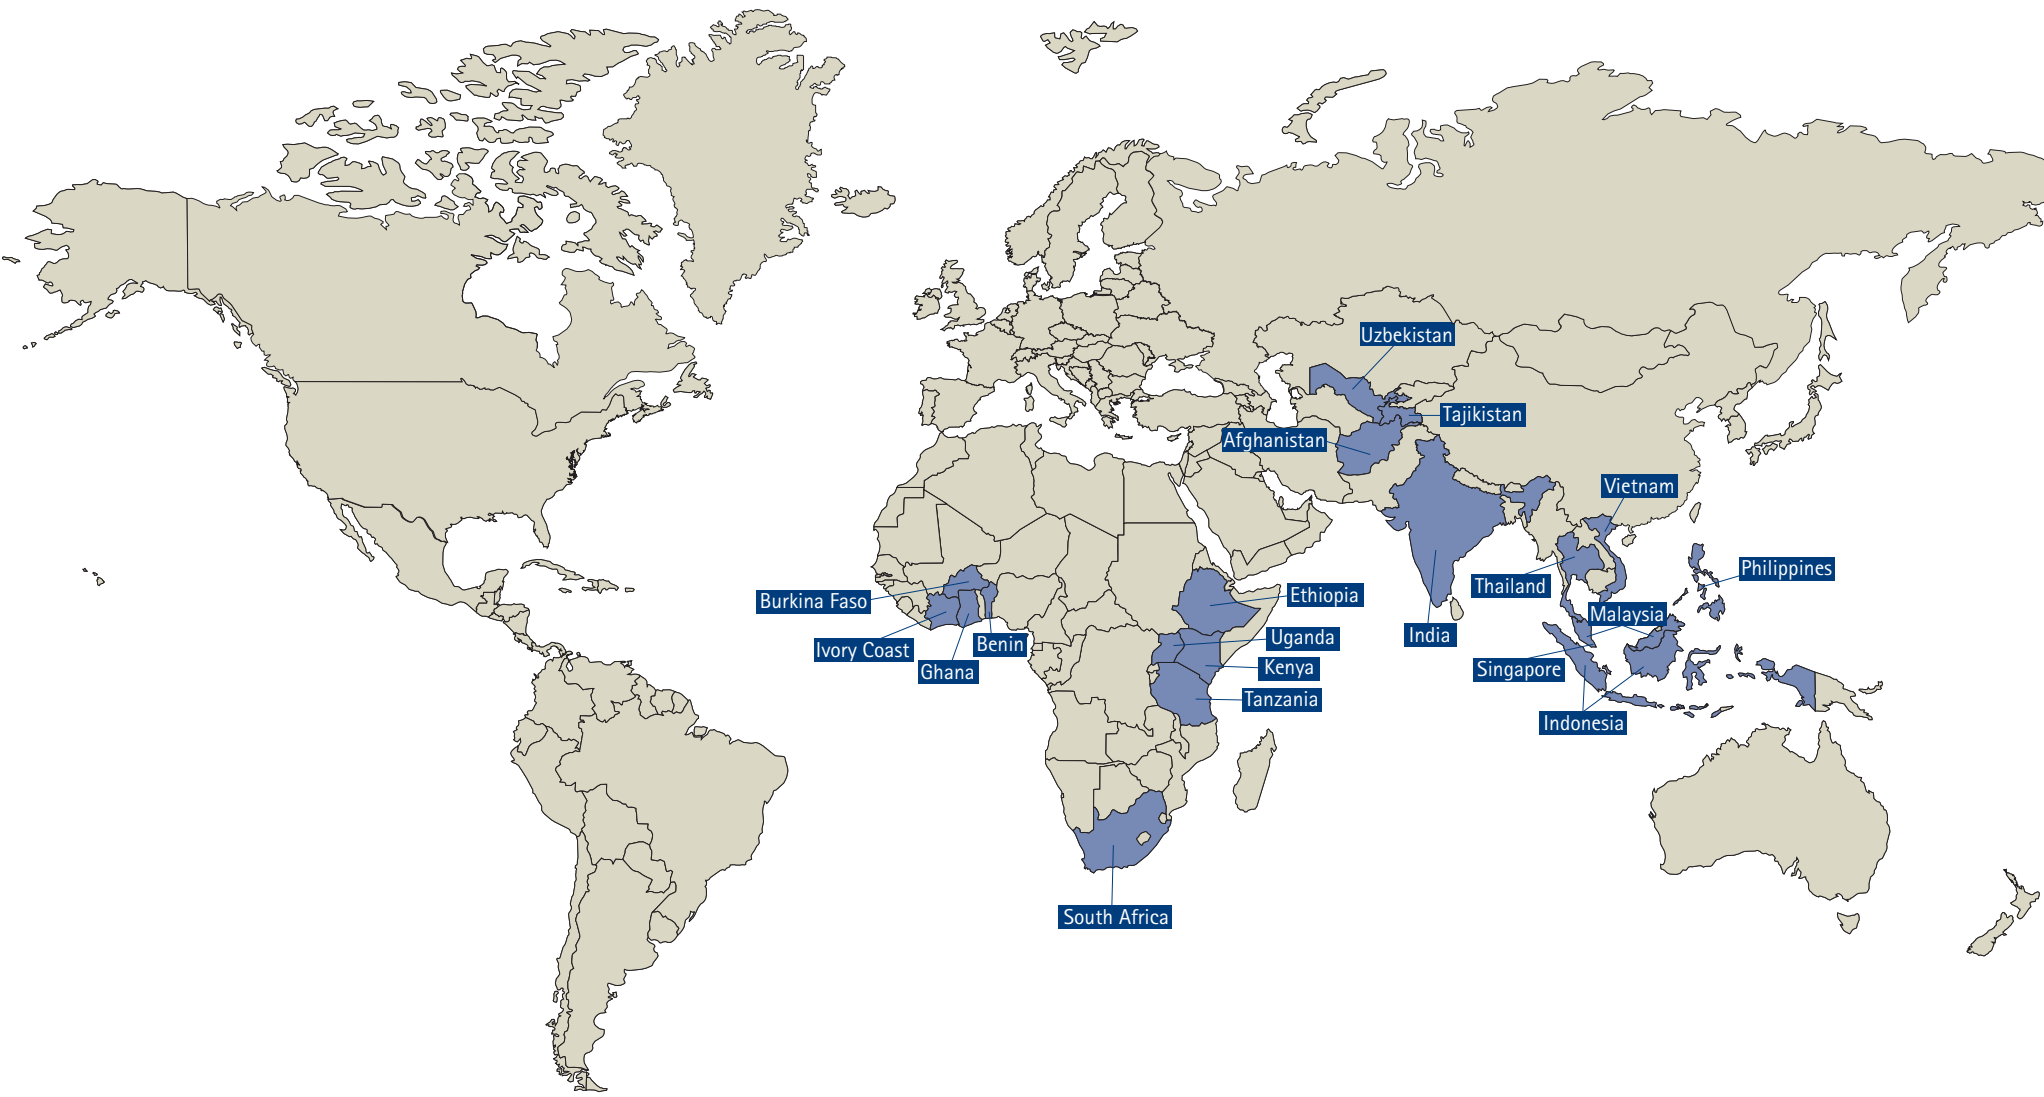 Uzbekistan
Tajikistan
Afghanistan
Vietnam
Philippines
Thailand
Burkina Faso
Ethiopia
Malaysia
India
Uganda
Benin
Ivory Coast
Kenya
Singapore
Ghana
Tanzania
Indonesia
South Africa